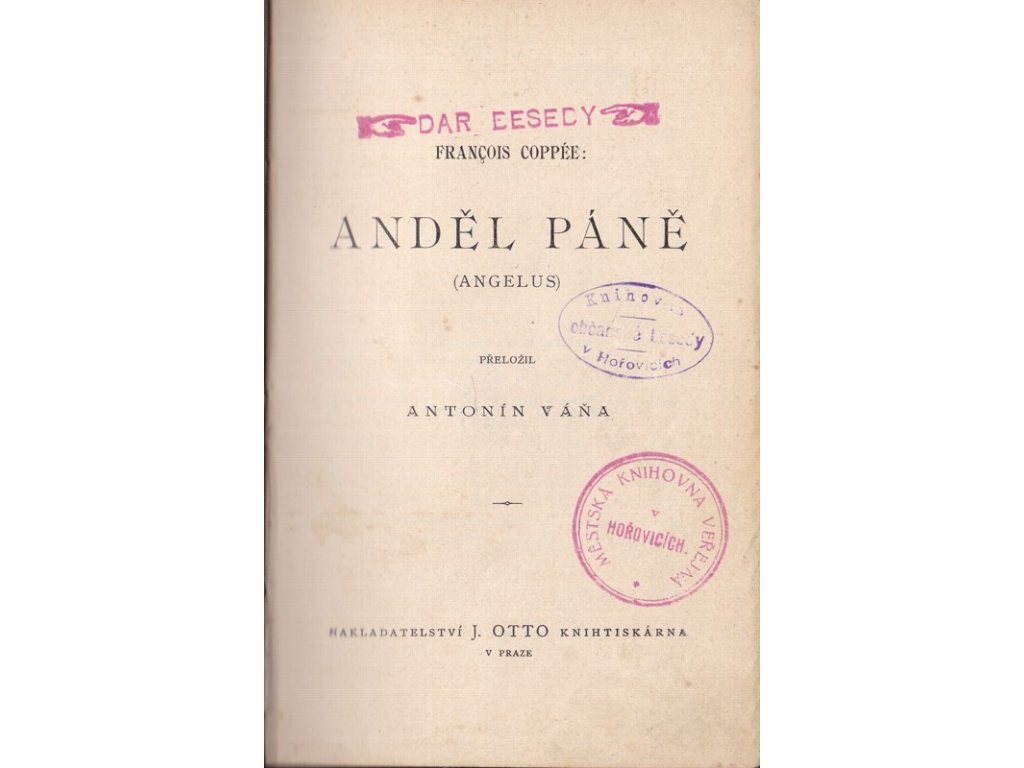 DAR BESEDY
FRANÇOIS COPPÉE:
ANDĚL PÁNĚ
(ANGELUS)
Knihovna
občanské besedy
v Hořovicích
PŘELOŽIL
ANTONÍN VÁŇA
MĚSTSKÁ KNIHOVNA VEŘEJNÁ
v
HOŘOVICÍCH.
NAKLADATELSTVÍ J. OTTO KNIHTISKÁRNA
V PRAZE